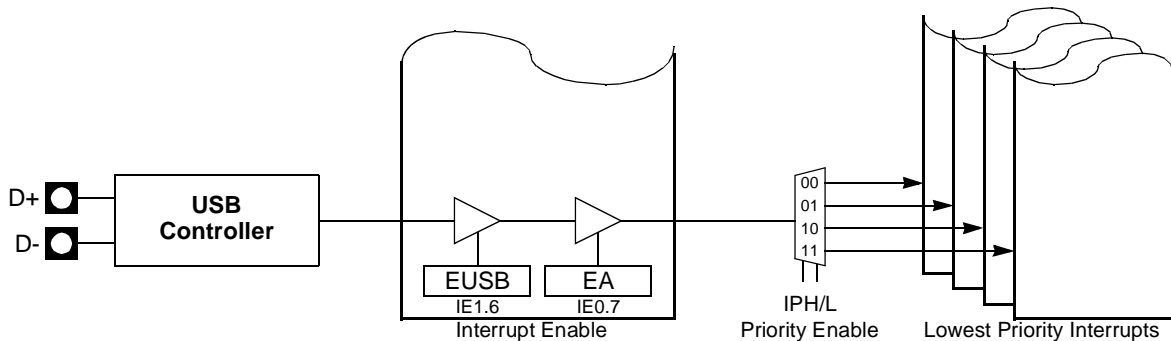 D+
D-
USB
Controller
EUSB
IE1.6
EA
IE0.7
Interrupt Enable
00
01
10
11
IPH/L
Priority Enable
Lowest Priority Interrupts